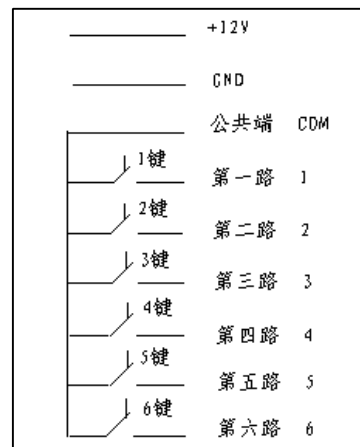 +12V
GND
公共端 COM
1键
第一路 1
2键
第二路 2
3键
第三路 3
4键
第四路 4
5键
第五路 5
6键
第六路 6